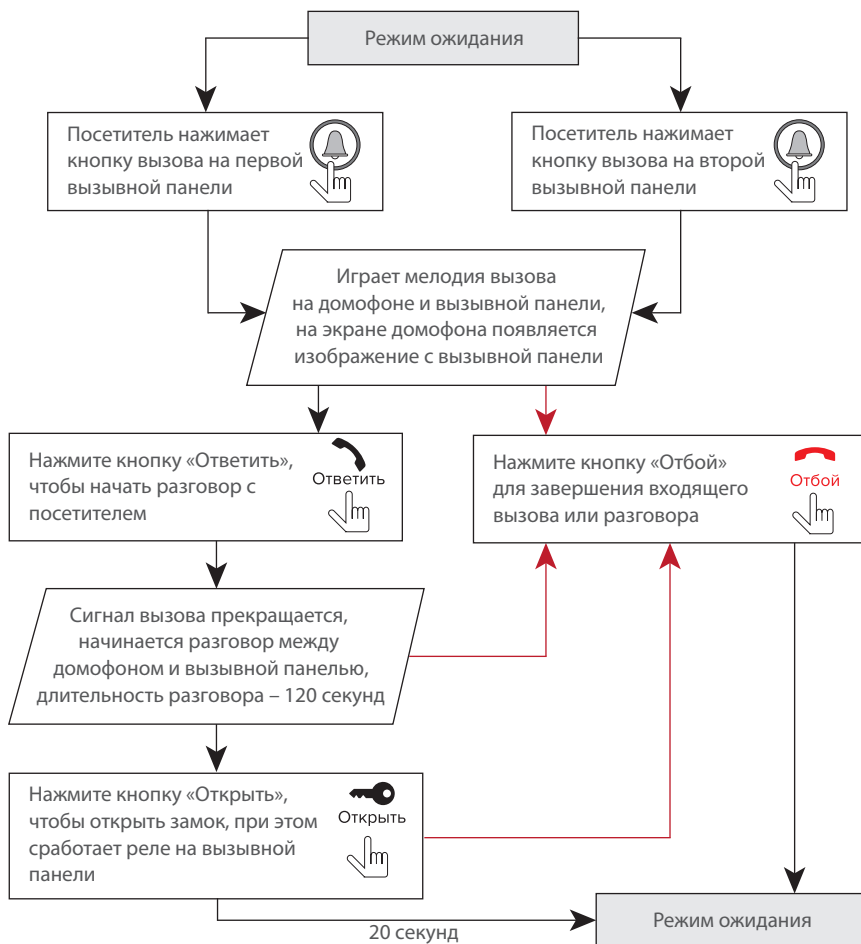 Режим ожидания
Посетитель нажимает
кнопку вызова на первой
вызывной панели
Посетитель нажимает
кнопку вызова на второй
вызывной панели
Играет мелодия вызова
на домофоне и вызывной панели,
на экране домофона появляется
изображение с вызывной панели
Нажмите кнопку «Ответить»,
чтобы начать разговор с
посетителем
Ответить
Нажмите кнопку «Отбой»
для завершения входящего
вызова или разговора
Отбой
Сигнал вызова прекращается,
начинается разговор между
домофоном и вызывной панелью,
длительность разговора – 120 секунд
Нажмите кнопку «Открыть»,
чтобы открыть замок, при этом
сработает реле на вызывной
панели
Открыть
20 секунд
Режим ожидания